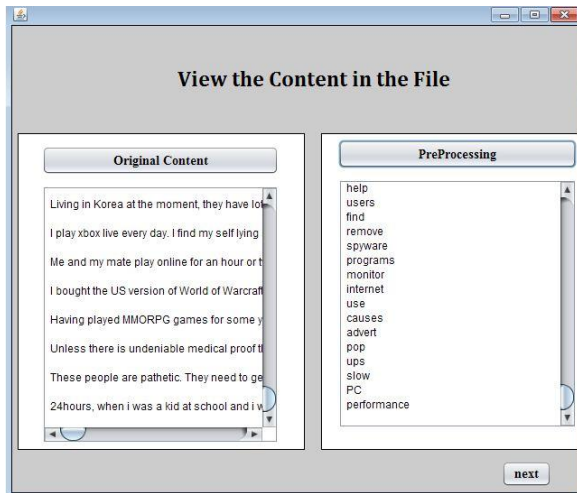 View the Content in the File
Original Content
Living in Korea at the moment, they have lot
I play xbox live every day. I find my self lying
Me and my mate play online for an hour or
I bought the US version of World of Warcraft
Having played MMORPG games for some
Unless there is undeniable medical proof
These people are pathetic. They need to ge
24hours, when i was a kid at school and i w
PreProcessing
help
users
find
remove
spyware
programs
monitor
internet
use
causes
advert
pop
ups
slow
PC
performance
next